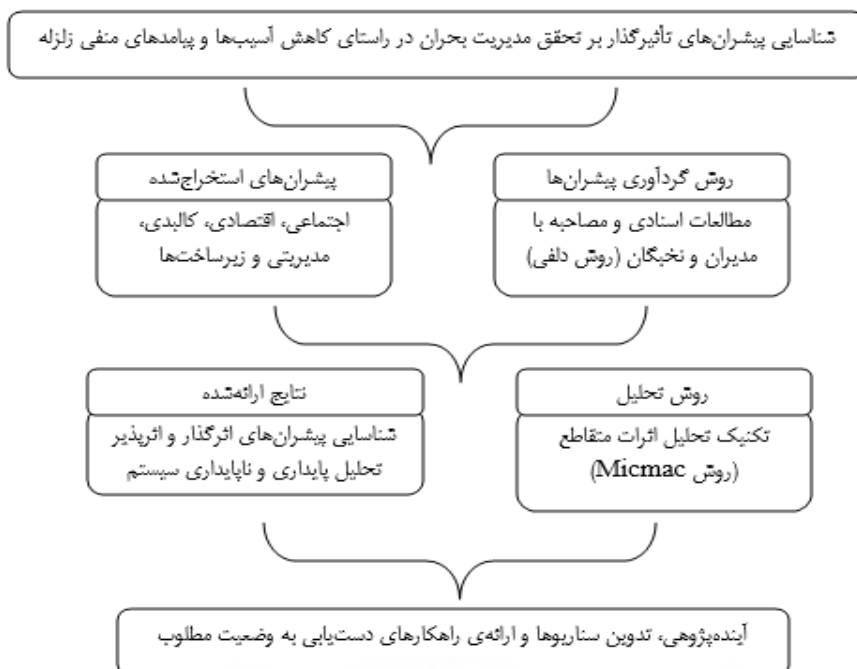 شناسایی پیشران‌های تأثیرگذار بر تحقق مدیریت بحران در راستای کاهش آسیب‌ها و پیامدهای منفی زلزله
روش گردآوری پیشران‌ها
مطالعات اسنادی و مصاحبه با
مدیران و نخبگان (روش دلفی)
پیشران‌های استخراج‌شده
اجتماعی، اقتصادی، کالبدی،
مدیریتی و زیرساخت‌ها
روش تحلیل
تکنیک تحلیل اثرات متقاطع
(روش Micmac)
نتایج ارائه‌شده
شناسایی پیشران‌های اثرگذار و اثرپذیر
تحلیل پایداری و ناپایداری سیستم
آینده‌پژوهی، تدوین سناریوها و ارائه‌ی راهکارهای دست‌یابی به وضعیت مطلوب